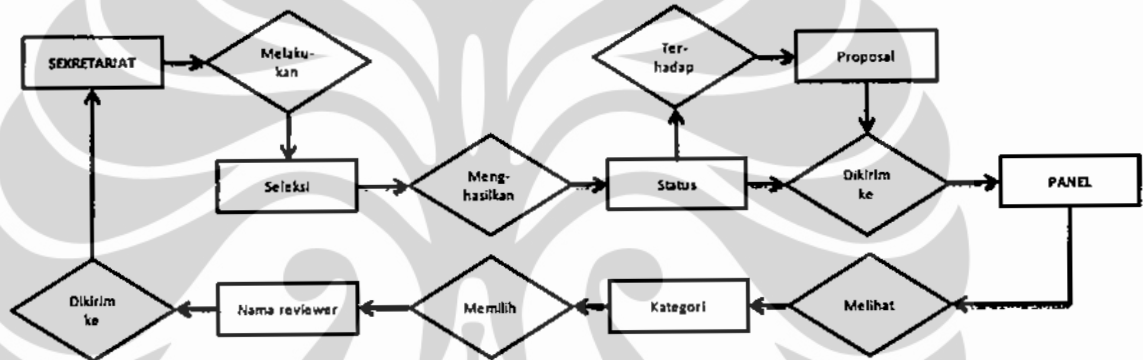 SEKRETARIAT
Melaku-
kan
Ter-
hadap
Proposal
Seleksi
Meng-
hasilkan
Status
Dikirim
ke
PANEL
Dikirim
ke
Nama reviewer
Memilih
Kategori
Melihat